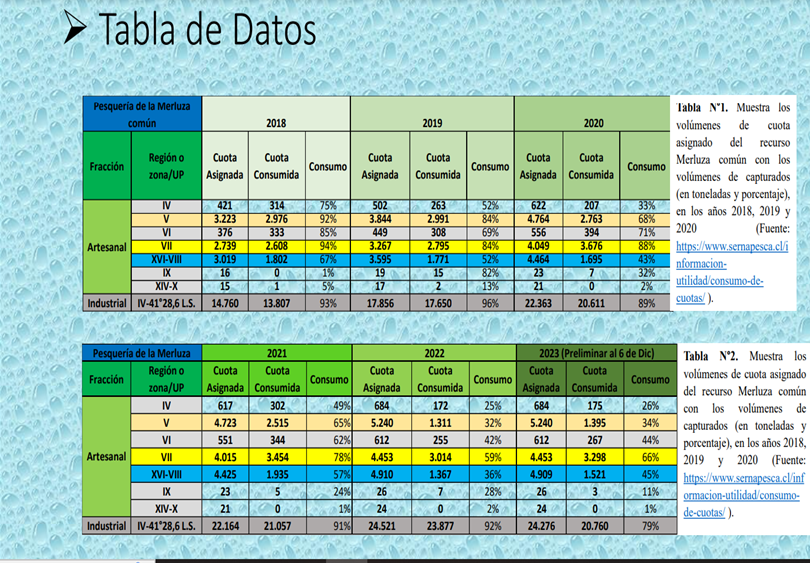 Tabla de Datos
Pesquería de la Merluza común 2018 2019 2020
Fracción Región o zona/UP Cuota Asignada Cuota Consumida Consumo Cuota Asignada Cuota Consumida Consumo Cuota Asignada Cuota Consumida Consumo
Artesanal
IV 421 314 75% 502 263 52% 622 207 33%
V 3.223 2.976 92% 3.844 2.991 84% 4.764 2.763 68%
VI 376 333 85% 449 308 69% 556 394 71%
VII 2.739 2.608 94% 3.267 2.795 84% 4.049 3.676 88%
XVI-VIII 3.019 1.802 67% 3.595 1.771 52% 4.464 1.695 43%
IX 16 0 1% 19 15 82% 23 7 32%
XIV-X 15 1 5% 17 2 13% 21 0 2%
Industrial IV-41°28,6 L.S. 14.760 13.807 93% 17.856 17.650 96% 22.363 20.611 89%
Tabla N°1. Muestra los
volúmenes de cuota
asignado del recurso
Merluza común con los
volúmenes de capturados
(en toneladas y porcentaje),
en los años 2018, 2019 y
2020 (Fuente:
https://www.sernapesca.cl/i
nformacion-
utilidad/consumo-de-
cuotas/ ).
Pesquería de la Merluza 2021 2022 2023 (Preliminar al 6 de Dic)
Fracción Región o zona/UP Cuota Asignada Cuota Consumida Consumo Cuota Asignada Cuota Consumida Consumo Cuota Asignada Cuota Consumida Consumo
Artesanal
IV 617 302 49% 684 172 25% 684 175 26%
V 4.723 2.515 65% 5.240 1.311 32% 5.240 1.395 34%
VI 551 344 62% 612 255 42% 612 267 44%
VII 4.015 3.454 78% 4.453 3.014 59% 4.453 3.298 66%
XVI-VIII 4.425 1.935 57% 4.910 1.367 36% 4.909 1.521 45%
IX 23 5 24% 26 7 28% 26 3 11%
XIV-X 21 0 1% 24 0 2% 24 0 1%
Industrial IV-41°28,6 L.S. 22.164 21.057 91% 24.521 23.877 92% 24.276 20.760 79%
Tabla N°2. Muestra los
volúmenes de cuota asignado
del recurso Merluza común
con los volúmenes de
capturados (en toneladas y
porcentaje), en los años 2018,
2019 y 2020 (Fuente:
https://www.sernapesca.cl/inf
ormacion-utilidad/consumo-
de-cuotas/ ).